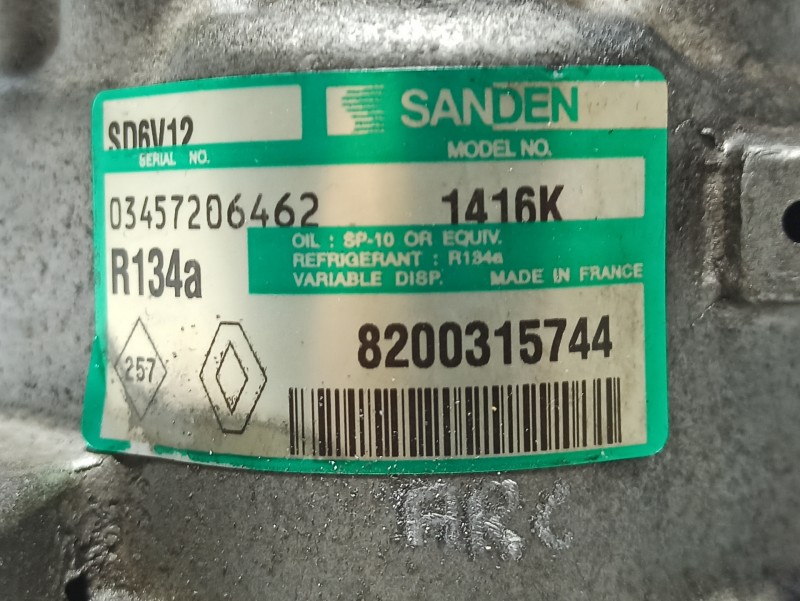 SD6V12
SANDEN
SERIAL NO.
MODEL NO.
03457206462
1416K
R134a
OIL : SP-10 OR EQUIV.
REFRIGERANT : R134a
VARIABLE DISP. MADE IN FRANCE
257
8200315744
ARC